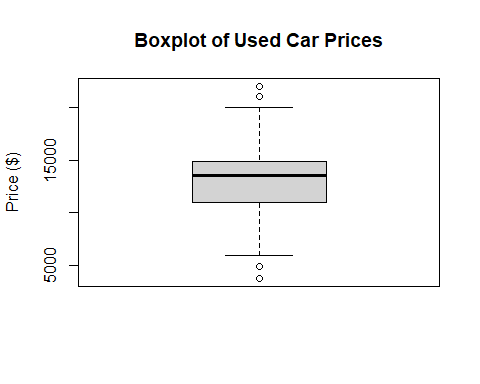 Boxplot of Used Car Prices
Price ($)
15000
5000